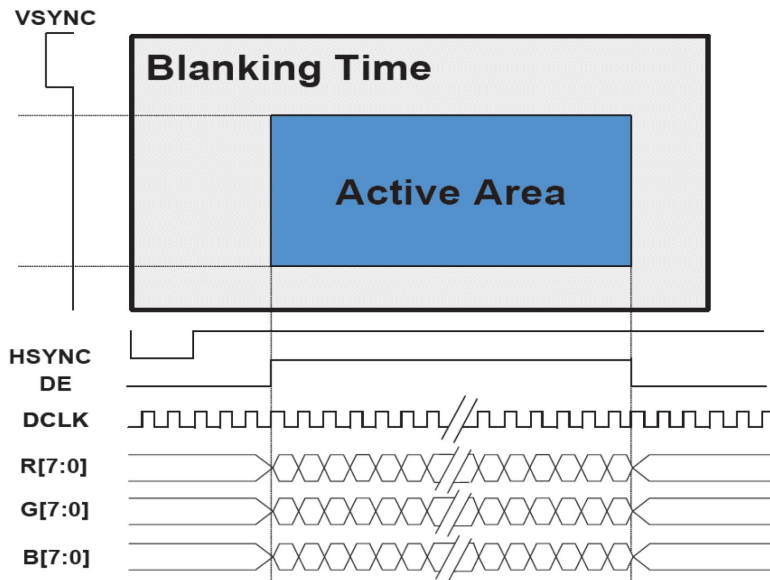 VSYNC
Blanking Time
Active Area
HSYNC
DE
DCLK
R[7:0]
G[7:0]
B[7:0]